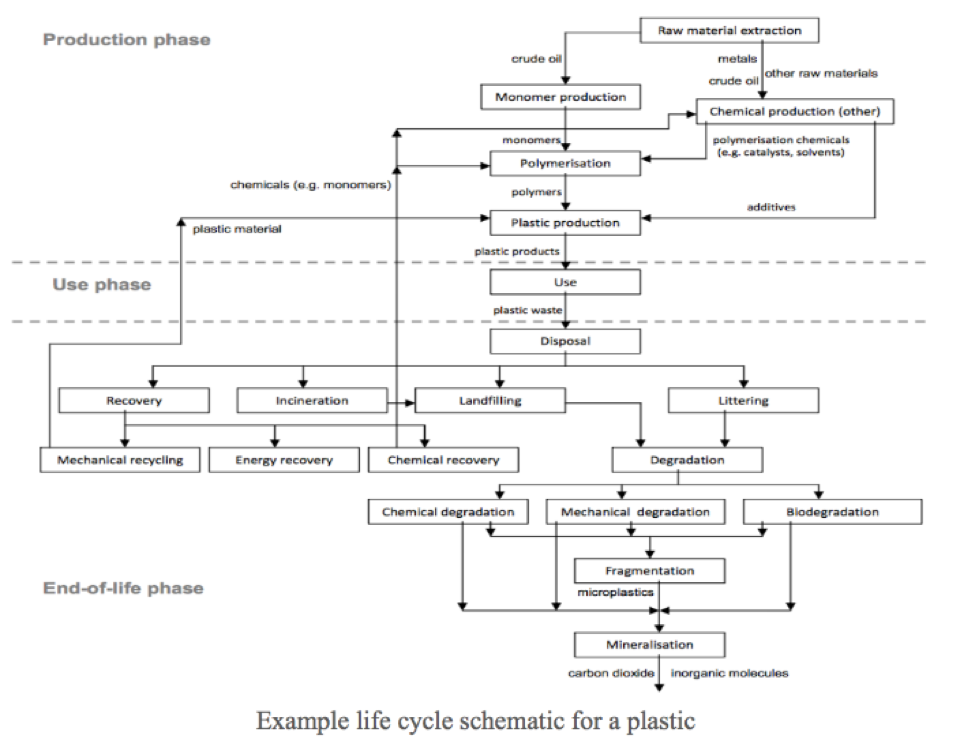 Production phase
Raw material extraction
crude oil
metals
crude oil
other raw materials
Monomer production
Chemical production (other)
monomers
polymerisation chemicals
(e.g. catalysts, solvents)
Polymerisation
chemicals (e.g. monomers)
polymers
additives
plastic material
Plastic production
plastic products
Use phase
Use
plastic waste
Disposal
Recovery
Incineration
Landfilling
Littering
Mechanical recycling
Energy recovery
Chemical recovery
Degradation
Chemical degradation
Mechanical degradation
Biodegradation
End-of-life phase
Fragmentation
microplastics
Mineralisation
carbon dioxide
inorganic molecules
Example life cycle schematic for a plastic